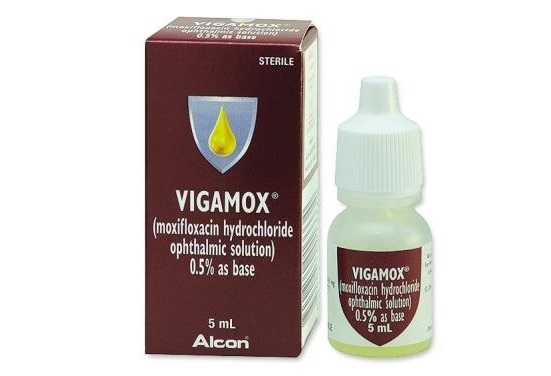 STERILE
VIGAMOX®
(moxifloxacin hydrochloride
ophthalmic solution)
0.5% as base
5 mL
Alcon®
VIGAMOX®
(moxifloxacin hydrochloride
ophthalmic solution)
0.5% as base
5 mL